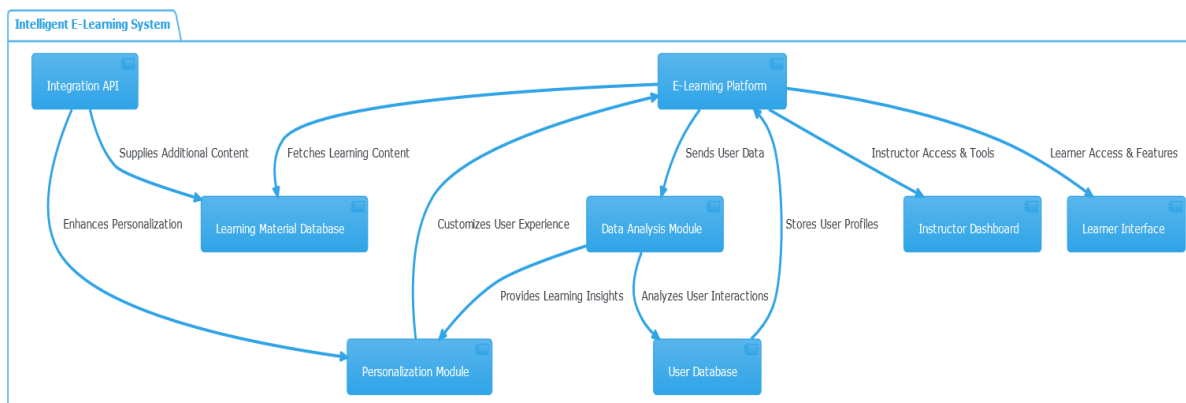 Intelligent E-Learning System
Integration API
E-Learning Platform
Supplies Additional Content
Fetches Learning Content
Sends User Data
Instructor Access & Tools
Learner Access & Features
Enhances Personalization
Learning Material Database
Customizes User Experience
Data Analysis Module
Stores User Profiles
Instructor Dashboard
Learner Interface
Provides Learning Insights
Analyzes User Interactions
Personalization Module
User Database